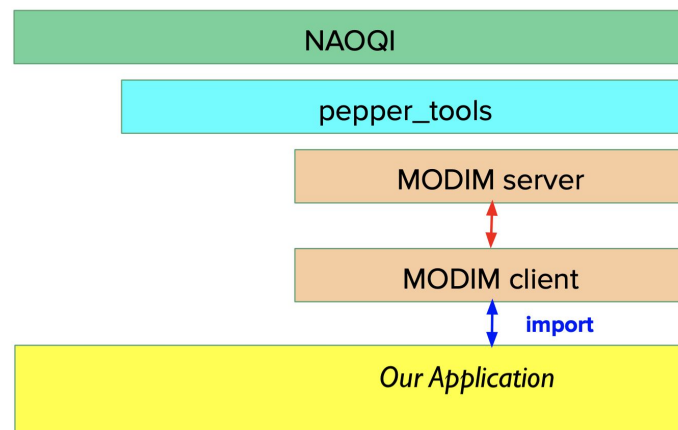 NAOQI
pepper_tools
MODIM server
MODIM client
import
Our Application